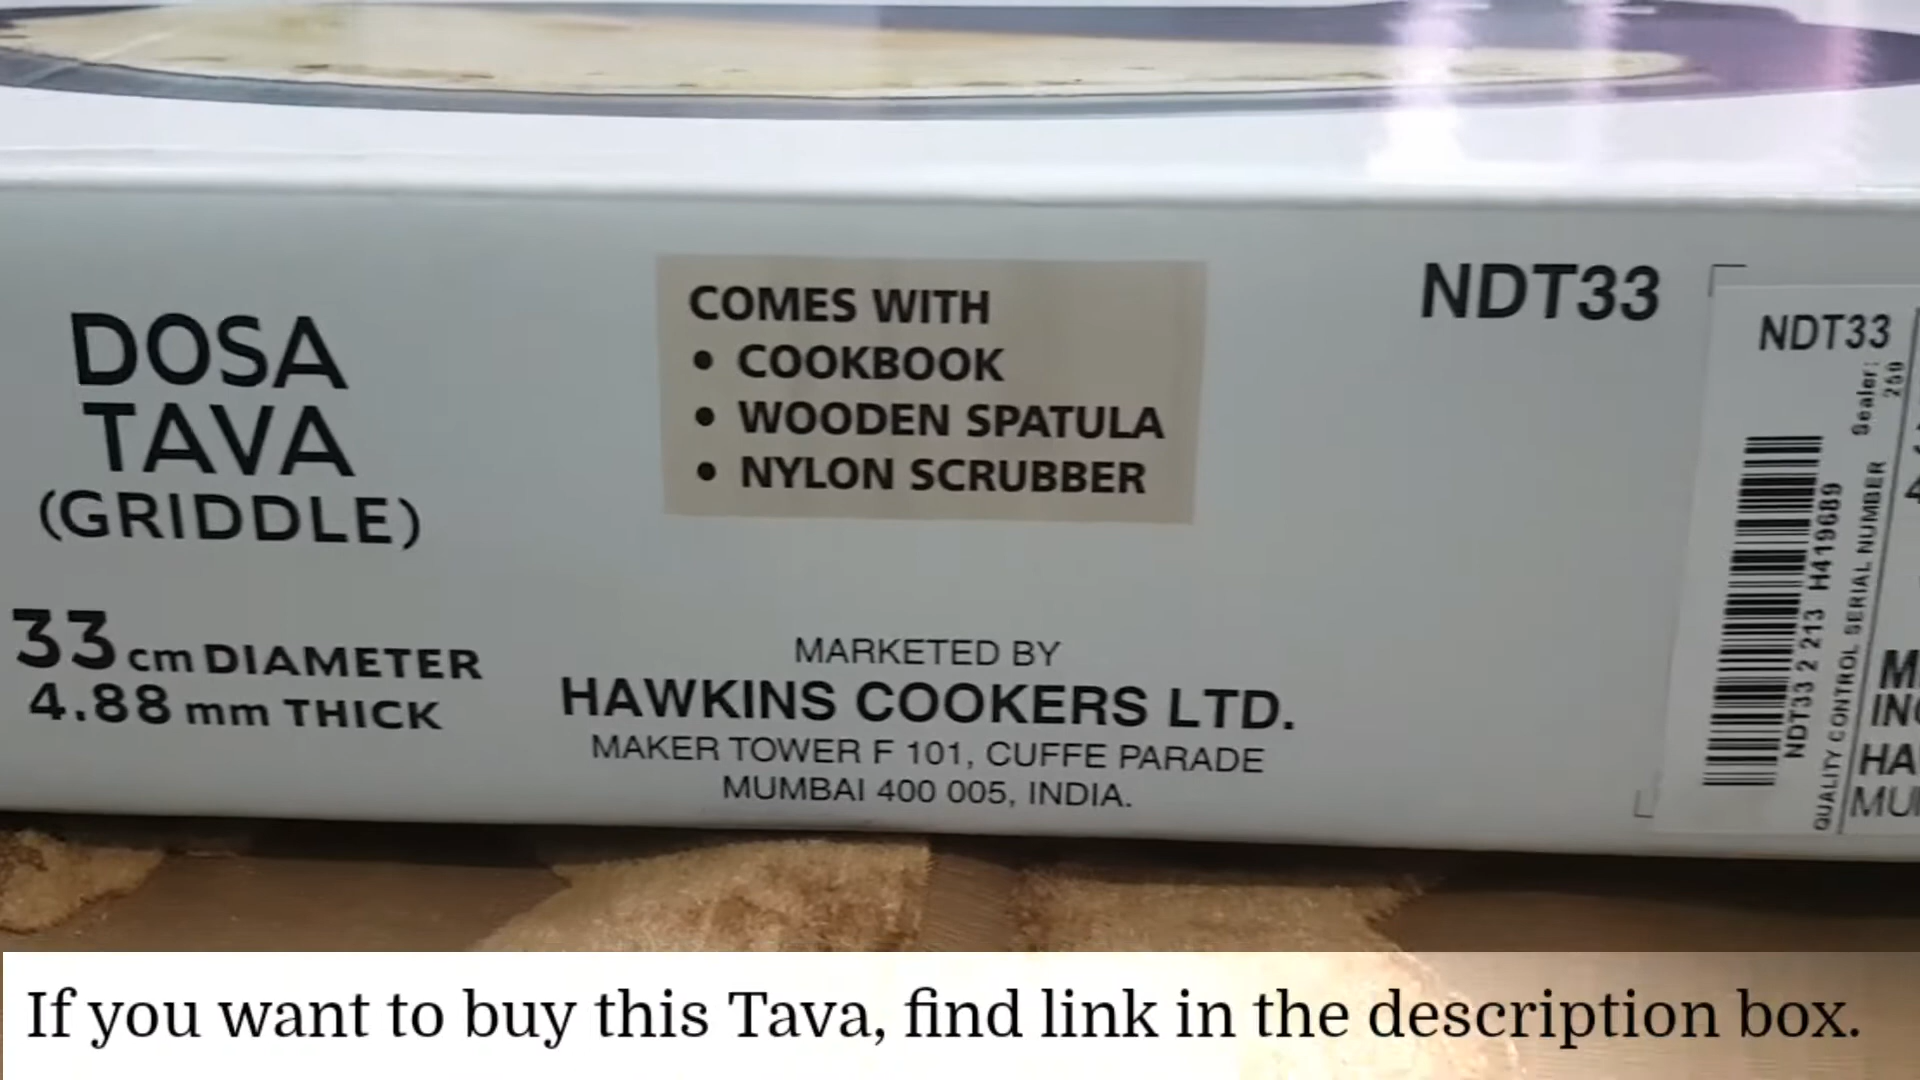 DOSA
TAVA
(GRIDDLE)
33 cm DIAMETER
4.88 mm THICK
COMES WITH
• COOKBOOK
• WOODEN SPATULA
• NYLON SCRUBBER
MARKETED BY
HAWKINS COOKERS LTD.
MAKER TOWER F 101, CUFFE PARADE
MUMBAI 400 005, INDIA.
NDT33
NDT33
Sealer:
250
NDT33 2 213 H419689
QUALITY CONTROL SERIAL NUMBER
If you want to buy this Tava, find link in the description box.